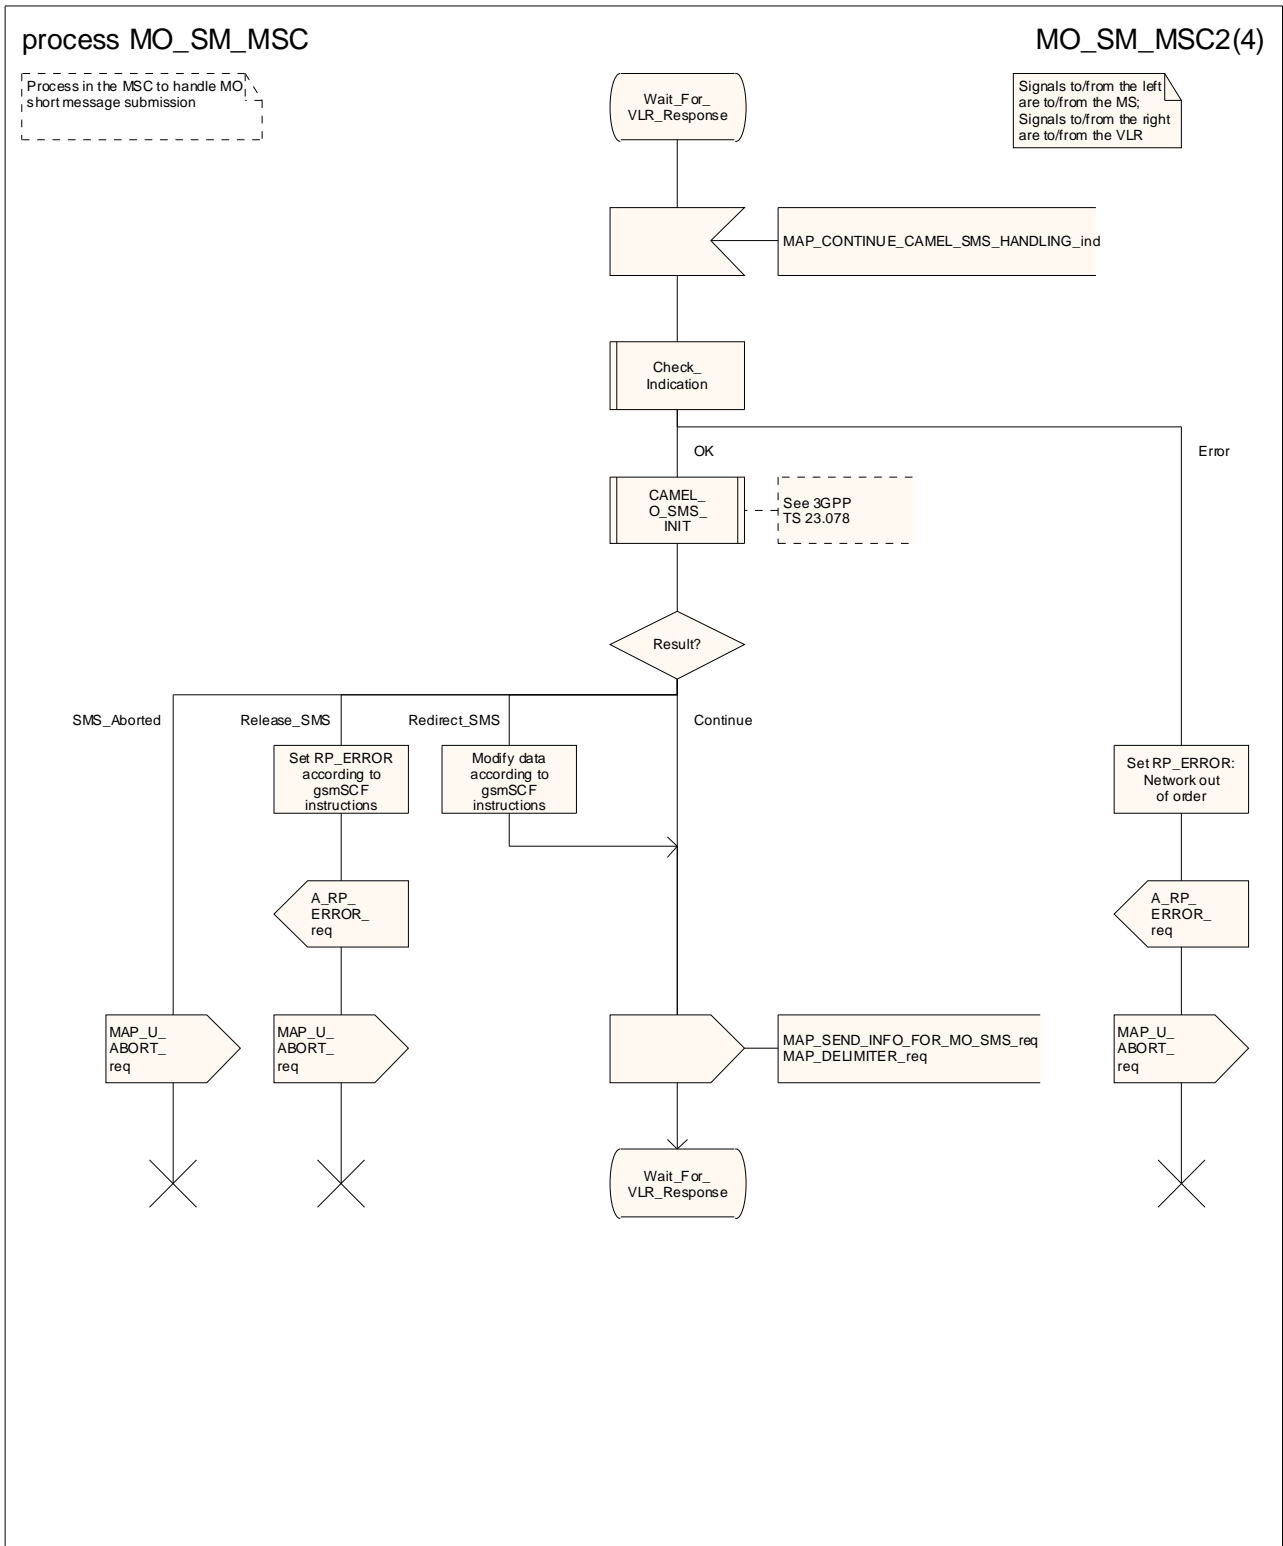 process MO_SM_MSC
MO_SM_MSC2(4)
Process in the MSC to handle MO
short message submission
Wait_For_
VLR_Response
Signals to/from the left
are to/from the MS;
Signals to/from the right
are to/from the VLR
MAP_CONTINUE_CAMEL_SMS_HANDLING_ind
Check_
Indication
OK
Error
CAMEL_
O_SMS_
INIT
See 3GPP
TS 23.078
Result?
SMS_Aborted
Release_SMS
Redirect_SMS
Continue
Set RP_ERROR
according to
gsmSCF
instructions
Modify data
according to
gsmSCF
instructions
Set RP_ERROR:
Network out
of order
A_RP_
ERROR_
req
A_RP_
ERROR_
req
MAP_U_
ABORT_
req
MAP_U_
ABORT_
req
MAP_SEND_INFO_FOR_MO_SMS_req
MAP_DELIMITER_req
MAP_U_
ABORT_
req
Wait_For_
VLR_Response